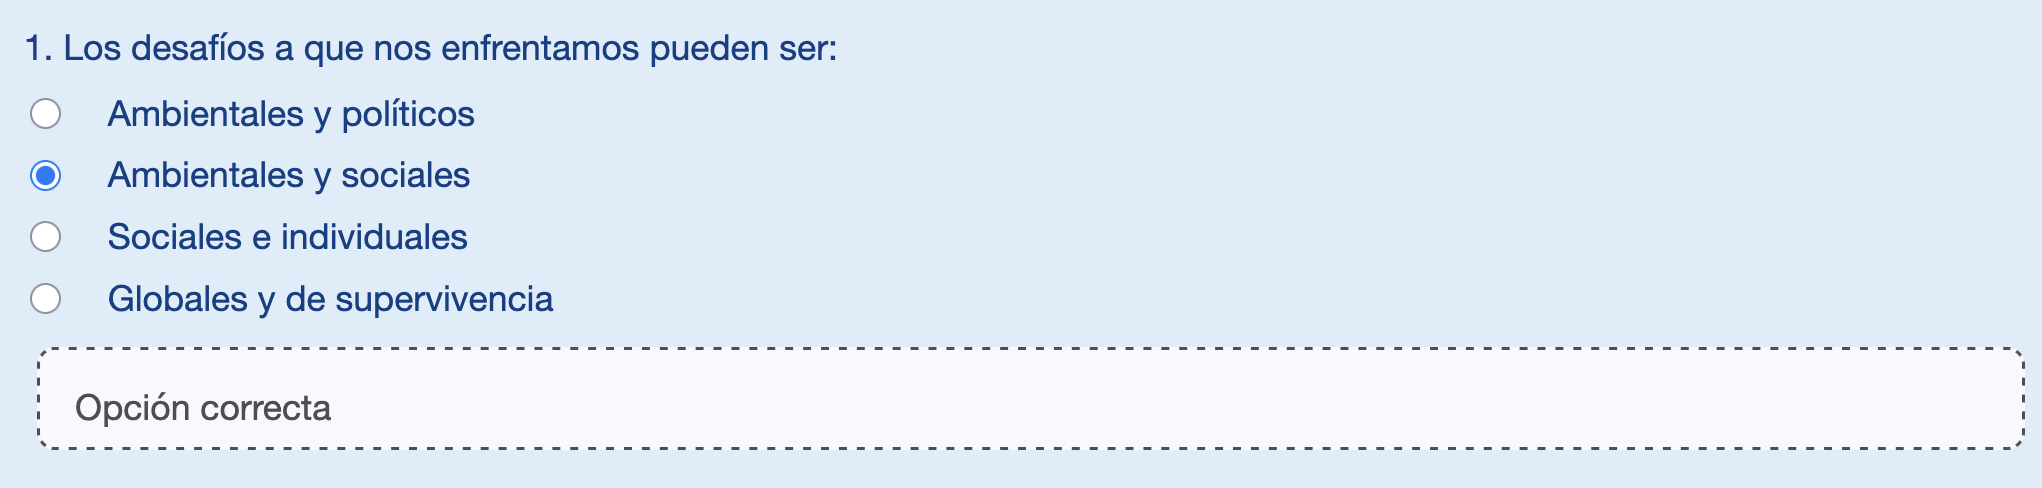 1. Los desafíos a que nos enfrentamos pueden ser:
Ambientales y políticos
Ambientales y sociales
Sociales e individuales
Globales y de supervivencia
Opción correcta